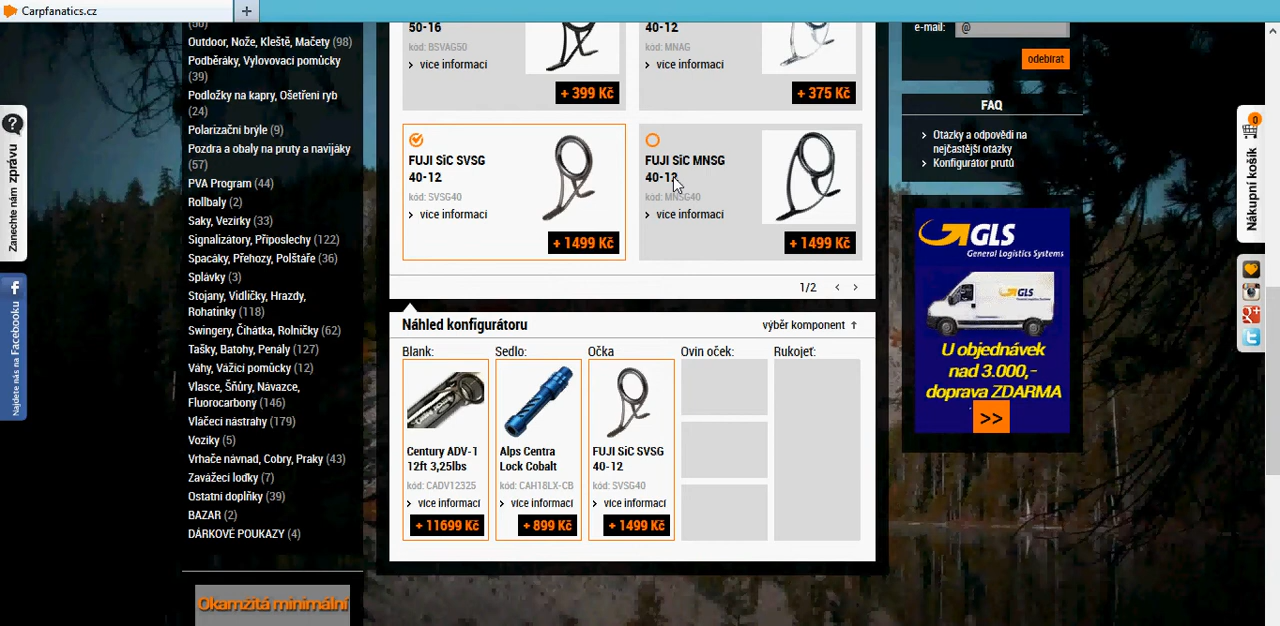 Carpfanatics.cz
Outdoor, Nože, Kleště, Mačety (98)
Podběráky, Vylovovací pomůcky
(39)
Podložky na kapry, Ošetření ryb
(24)
Polarizační brýle (9)
Pozdra a obaly na pruty a navijáky
(57)
PVA Program (44)
Rollbaly (2)
Saky, Vezírky (33)
Signalizátory, Příposlechy (122)
Spacáky, Přehozy, Polštáře (36)
Splávky (3)
Stojany, Vidličky, Hrazdy,
Rohatinky (118)
Swingery, Čihátka, Rolničky (62)
Tašky, Batohy, Penály (127)
Váhy, Vážící pomůcky (12)
Vlasce, Šňůry, Návazce,
Fluorocarbony (146)
Vláčecí nástrahy (179)
Vozíky (5)
Vrhače návnad, Cobry, Praky (43)
Zavážecí loďky (7)
Ostatní doplňky (39)
BAZAR (2)
DÁRKOVÉ POUKAZY (4)
Okamžitá minimální
Zanechte nám zprávu
?
Najdete nás na Facebooku
f
50-16
kód: BSVAG50
> více informací
+ 399 Kč
40-12
kód: MNAG
> více informací
+ 375 Kč
FUJI SiC SVSG
40-12
kód: SVSG40
> více informací
+ 1499 Kč
FUJI SiC MNSG
40-12
kód: MNSG40
> více informací
+ 1499 Kč
1/2 < >
Náhled konfigurátoru
výběr komponent ↑
Blank: Sedlo: Očka Ovin oček: Rukojeť:
Century ADV-1
12ft 3,25lbs
kód: CADV12325
> více informací
+ 11699 Kč
Alps Centra
Lock Cobalt
kód: CAH18LX-CB
> více informací
+ 899 Kč
FUJI SiC SVSG
40-12
kód: SVSG40
> více informací
+ 1499 Kč
e-mail: @
odebírat
FAQ
> Otázky a odpovědi na
nejčastější otázky
> Konfigurátor prutů
GLS
General Logistics Systems
GLS
U objednávek
nad 3.000,-
doprava ZDARMA
>>
0
Nákupní košík